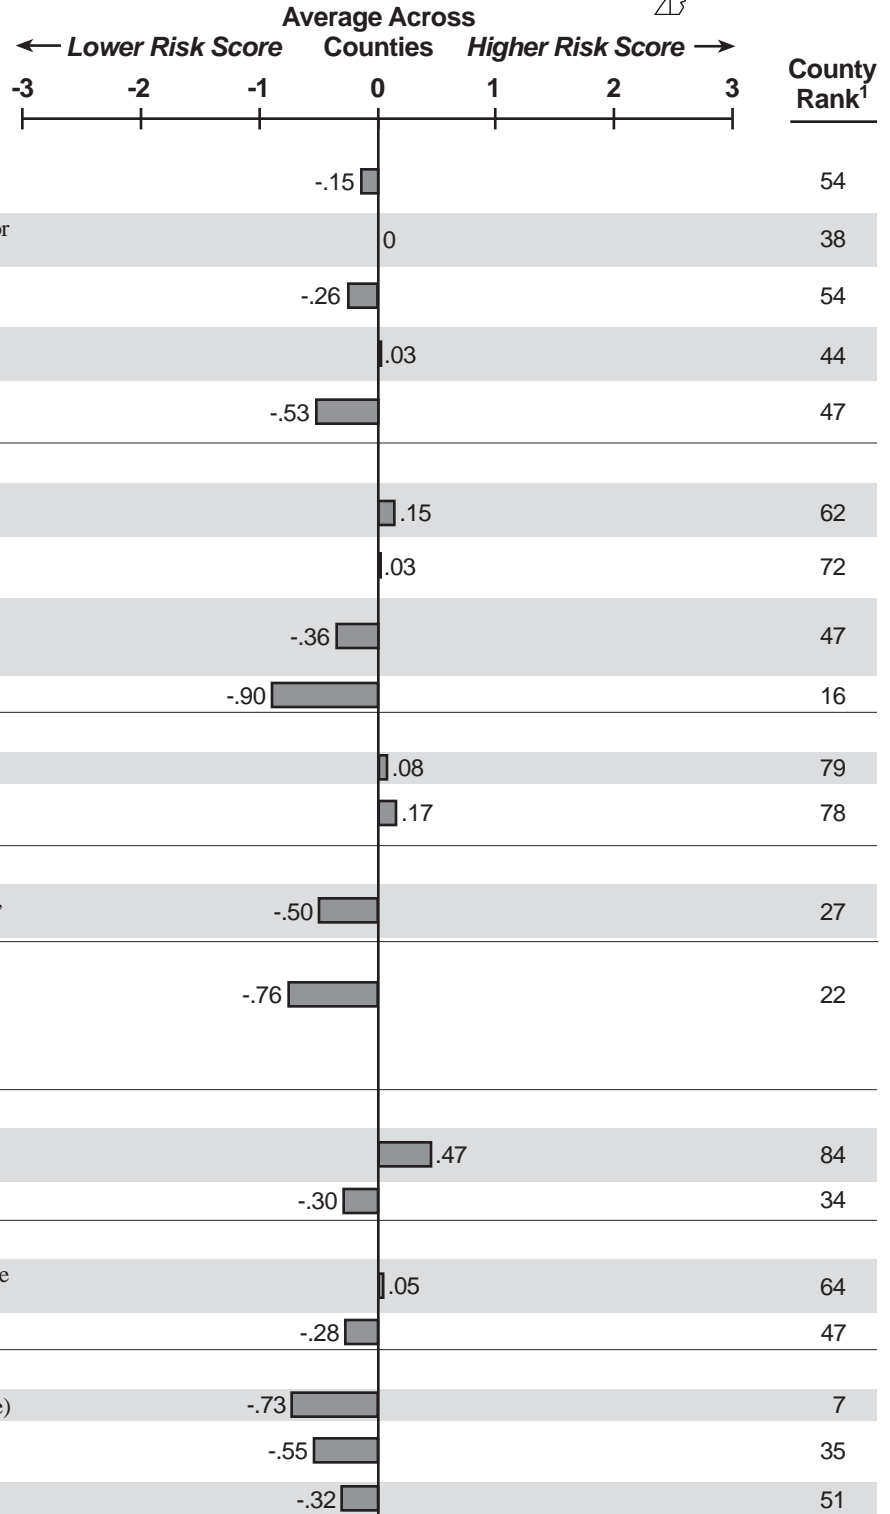 Average Across
Lower Risk Score Counties Higher Risk Score
County
Rank1
-3 -2 -1 0 1 2 3
-.15 54
or 0 38
-.26 54
.03 44
-.53 47
.15 62
.03 72
-.36 47
-.90 16
.08 79
.17 78
-.50 27
-.76 22
.47 84
-.30 34
e .05 64
-.28 47
e) -.73 7
-.55 35
-.32 51